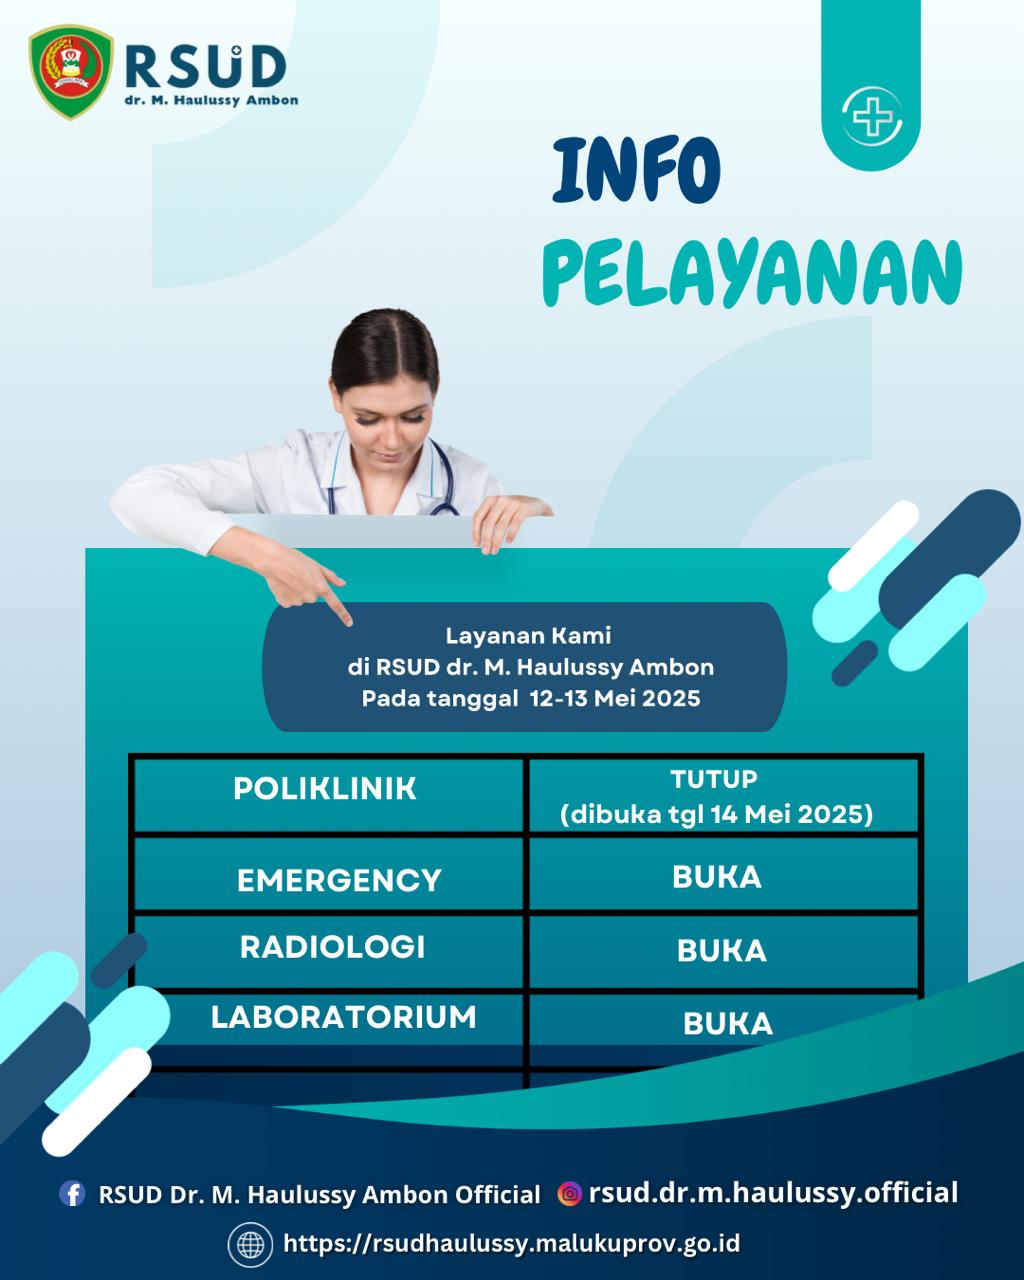 RSUD
dr. M. Haulussy Ambon
INFO
PELAYANAN
Layanan Kami
di RSUD dr. M. Haulussy Ambon
Pada tanggal 12-13 Mei 2025
POLIKLINIK
TUTUP
(dibuka tgl 14 Mei 2025)
EMERGENCY
BUKA
RADIOLOGI
BUKA
LABORATORIUM
BUKA
RSUD Dr. M. Haulussy Ambon Official
rsud.dr.m.haulussy.official
https://rsudhaulussy.malukuprov.go.id